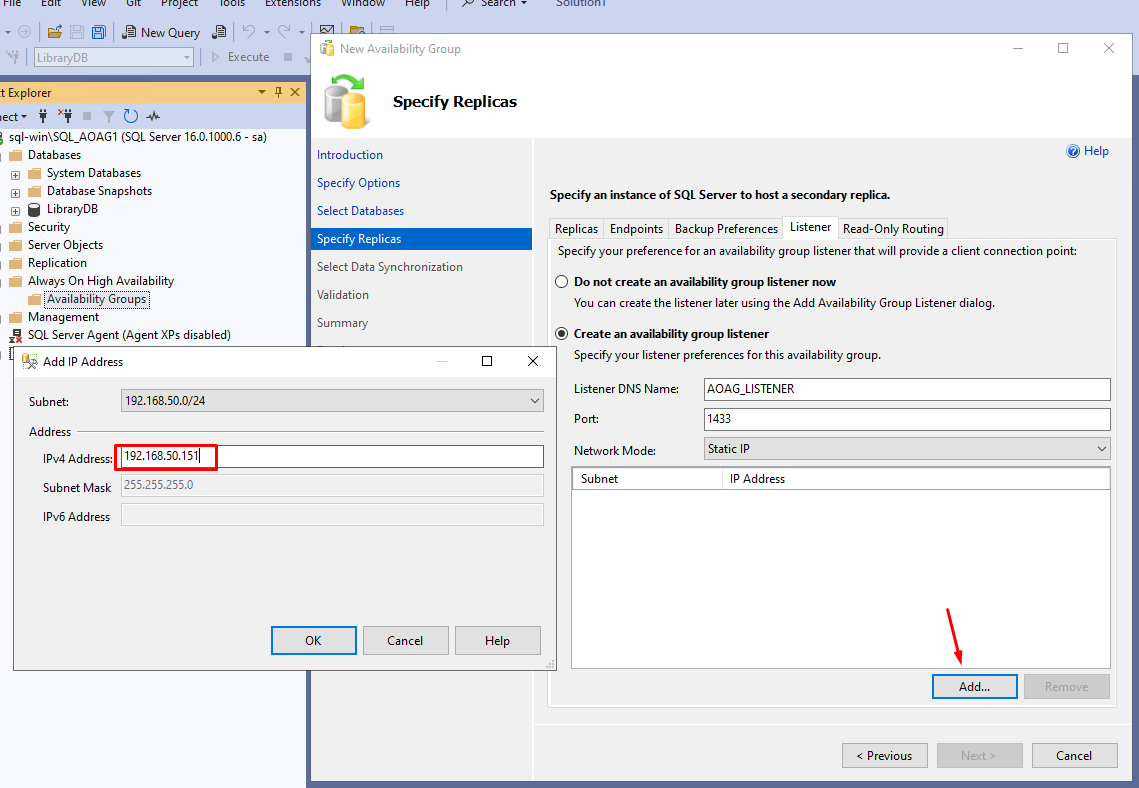 File Edit View Git Project Tools Extensions Window Help Search Solution1
New Query
LibraryDB Execute
New Availability Group
Specify Replicas
Explorer
sql-win\SQL_AOAG1 (SQL Server 16.0.1000.6 - sa)
Databases
System Databases
Database Snapshots
LibraryDB
Security
Server Objects
Replication
Always On High Availability
Availability Groups
Management
SQL Server Agent (Agent XPs disabled)
Introduction
Specify Options
Select Databases
Specify Replicas
Select Data Synchronization
Validation
Summary
Help
Specify an instance of SQL Server to host a secondary replica.
Replicas Endpoints Backup Preferences Listener Read-Only Routing
Specify your preference for an availability group listener that will provide a client connection point:
Do not create an availability group listener now
You can create the listener later using the Add Availability Group Listener dialog.
Create an availability group listener
Specify your listener preferences for this availability group.
Listener DNS Name: AOAG_LISTENER
Port: 1433
Network Mode: Static IP
Subnet IP Address
Add... Remove
< Previous Next > Cancel
Add IP Address
Subnet: 192.168.50.0/24
Address
IPv4 Address: 192.168.50.151
Subnet Mask 255.255.255.0
IPv6 Address
OK Cancel Help